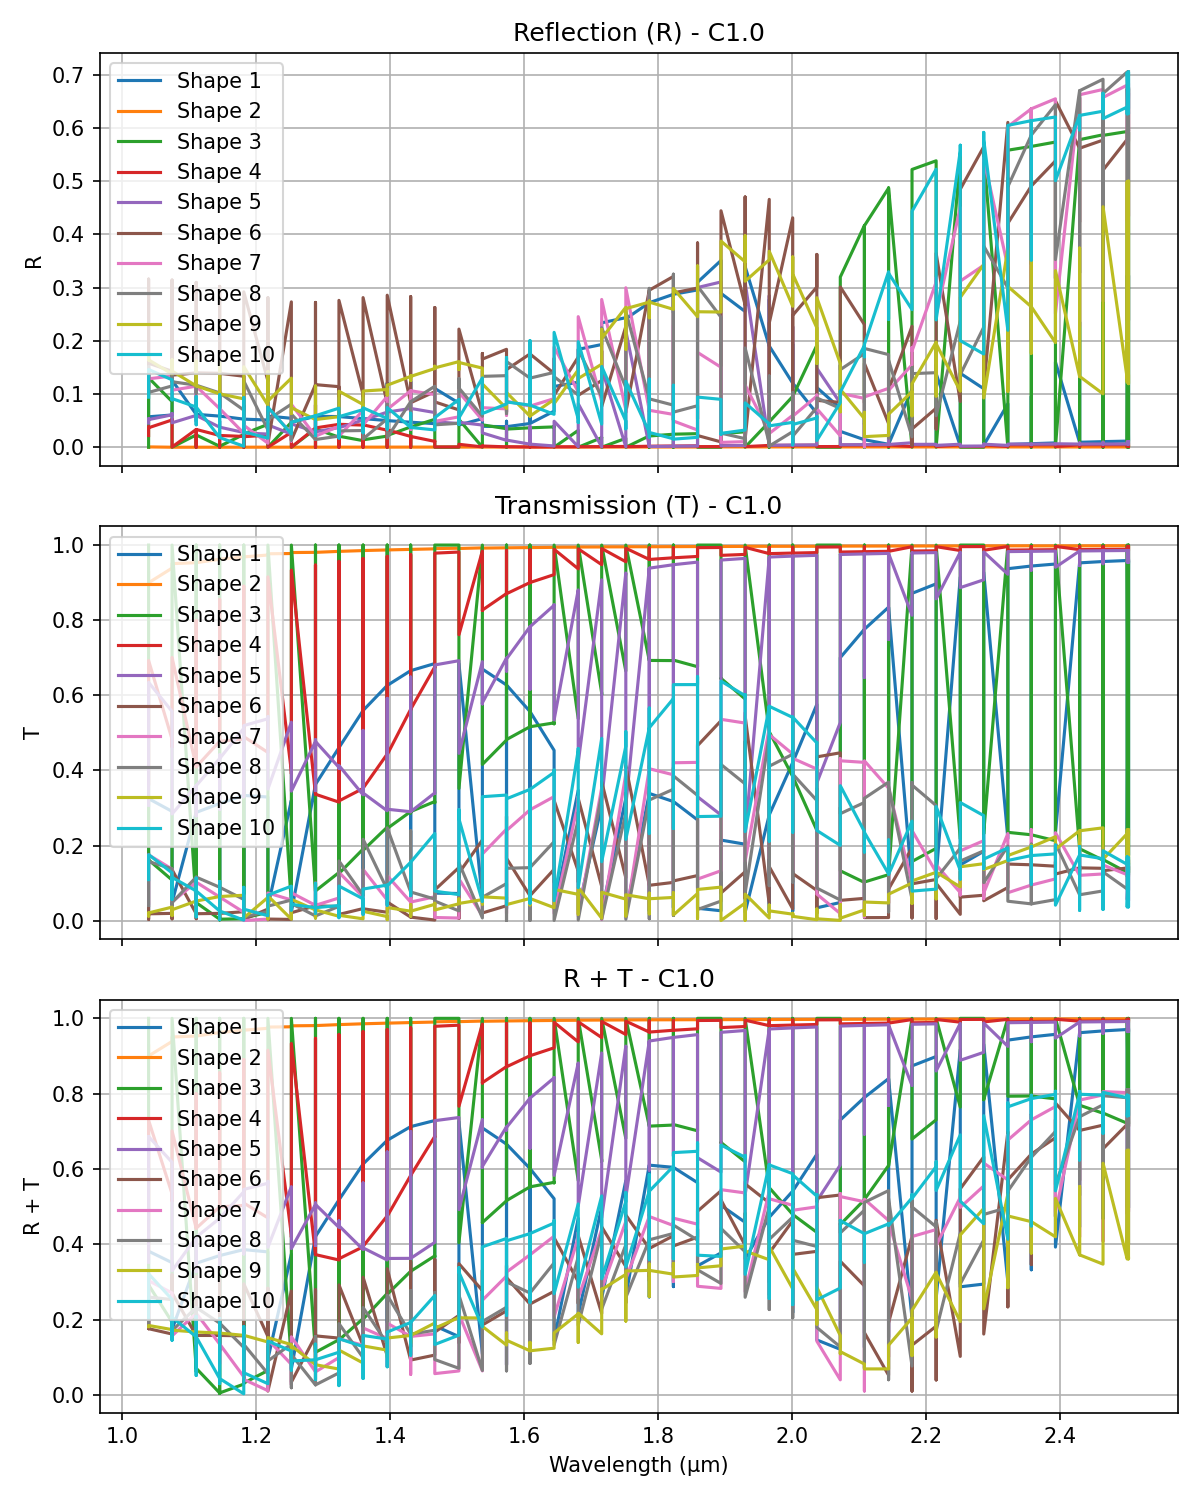 Reflection (R) - C1.0
0.7
0.6
0.5
0.4
0.3
0.2
0.1
0.0
R
Shape 1
Shape 2
Shape 3
Shape 4
Shape 5
Shape 6
Shape 7
Shape 8
Shape 9
Shape 10
Transmission (T) - C1.0
1.0
0.8
0.6
0.4
0.2
0.0
T
Shape 1
Shape 2
Shape 3
Shape 4
Shape 5
Shape 6
Shape 7
Shape 8
Shape 9
Shape 10
R + T - C1.0
1.0
0.8
0.6
0.4
0.2
0.0
R + T
Shape 1
Shape 2
Shape 3
Shape 4
Shape 5
Shape 6
Shape 7
Shape 8
Shape 9
Shape 10
1.0 1.2 1.4 1.6 1.8 2.0 2.2 2.4
Wavelength (μm)